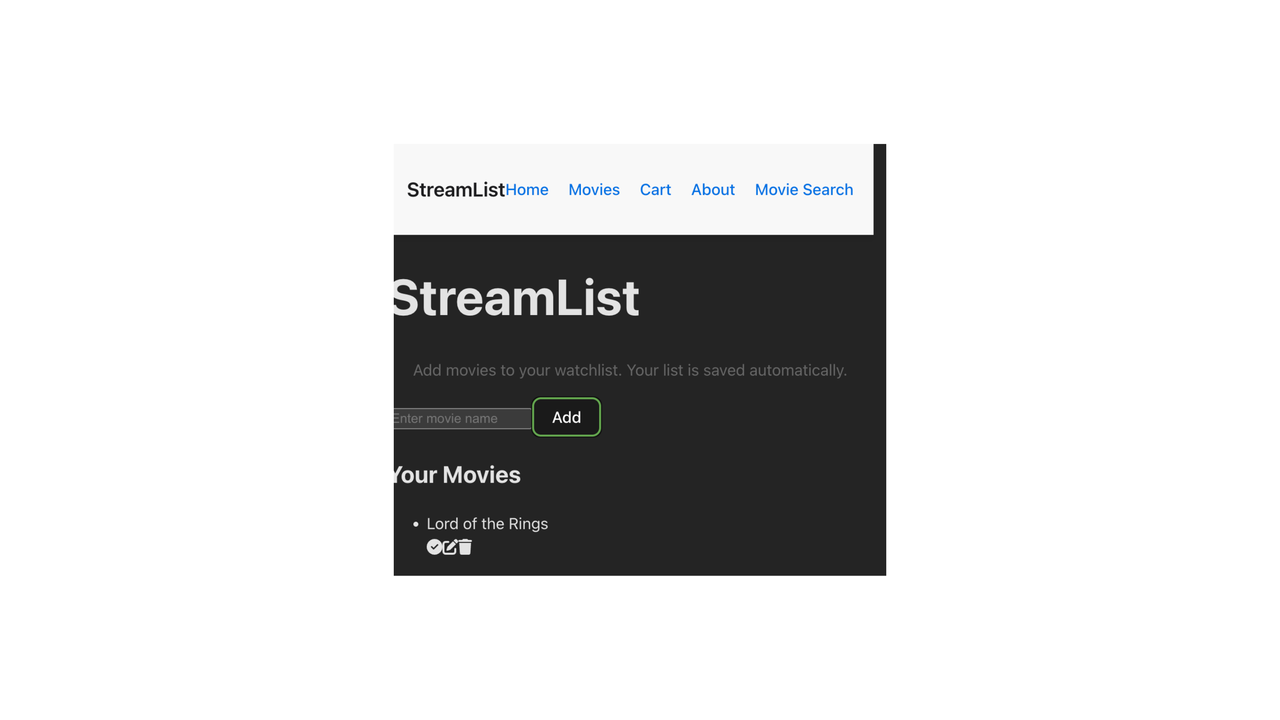 StreamList Home Movies Cart About Movie Search
StreamList
Add movies to your watchlist. Your list is saved automatically.
Enter movie name Add
Your Movies
• Lord of the Rings